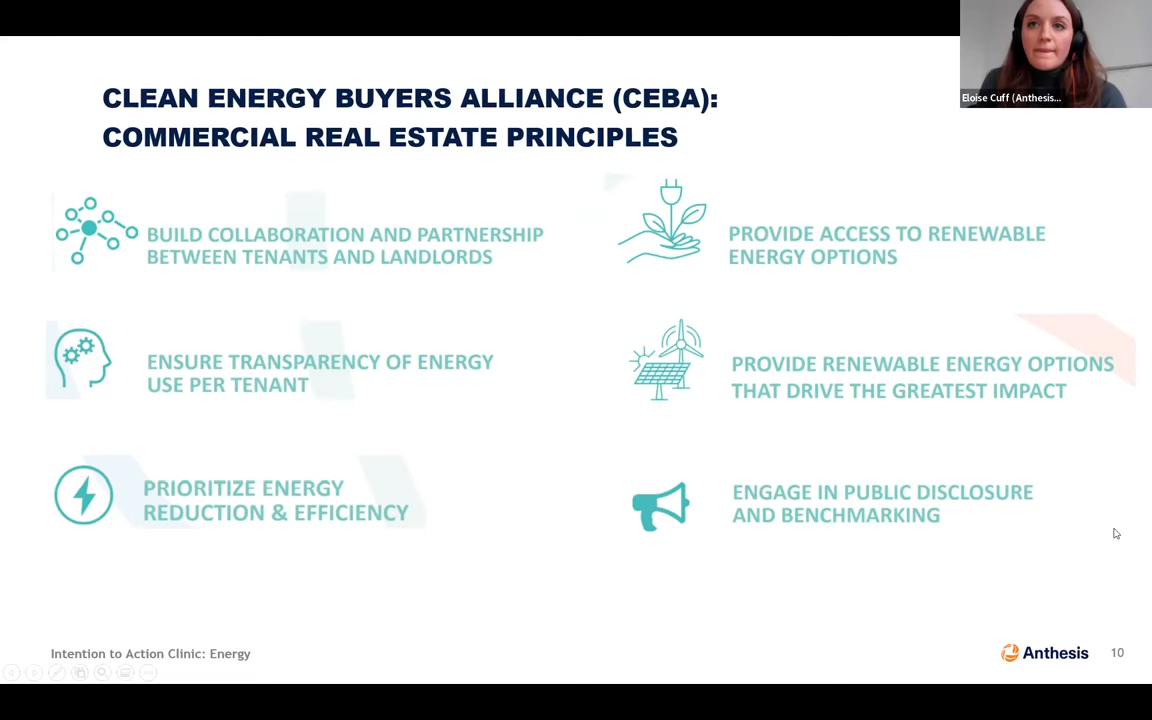 CLEAN ENERGY BUYERS ALLIANCE (CEBA):
COMMERCIAL REAL ESTATE PRINCIPLES
Eloise Cuff (Anthesis...
BUILD COLLABORATION AND PARTNERSHIP
BETWEEN TENANTS AND LANDLORDS
PROVIDE ACCESS TO RENEWABLE
ENERGY OPTIONS
ENSURE TRANSPARENCY OF ENERGY
USE PER TENANT
PROVIDE RENEWABLE ENERGY OPTIONS
THAT DRIVE THE GREATEST IMPACT
PRIORITIZE ENERGY
REDUCTION & EFFICIENCY
ENGAGE IN PUBLIC DISCLOSURE
AND BENCHMARKING
Intention to Action Clinic: Energy
Anthesis
10